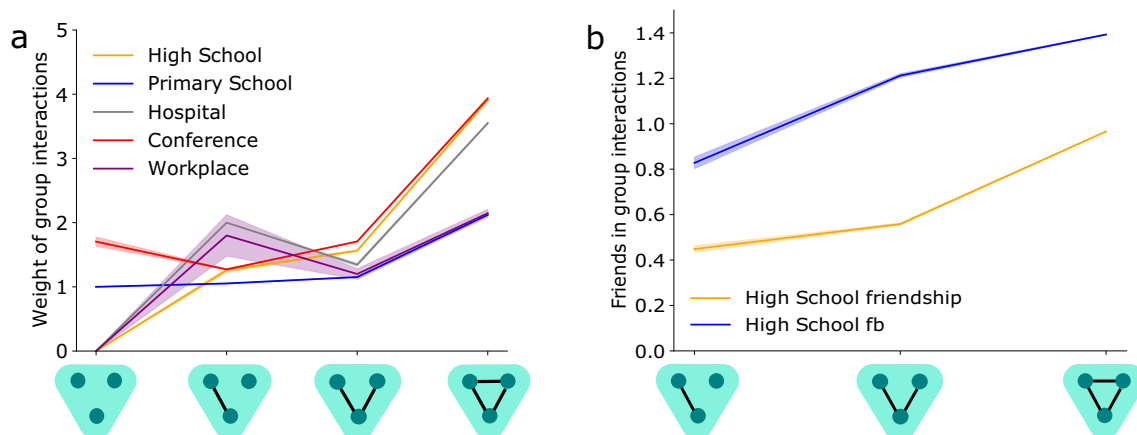 a
Weight of group interactions
5
4
3
2
1
0
High School
Primary School
Hospital
Conference
Workplace
b
Friends in group interactions
1.4
1.2
1.0
0.8
0.6
0.4
0.2
0.0
High School friendship
High School fb